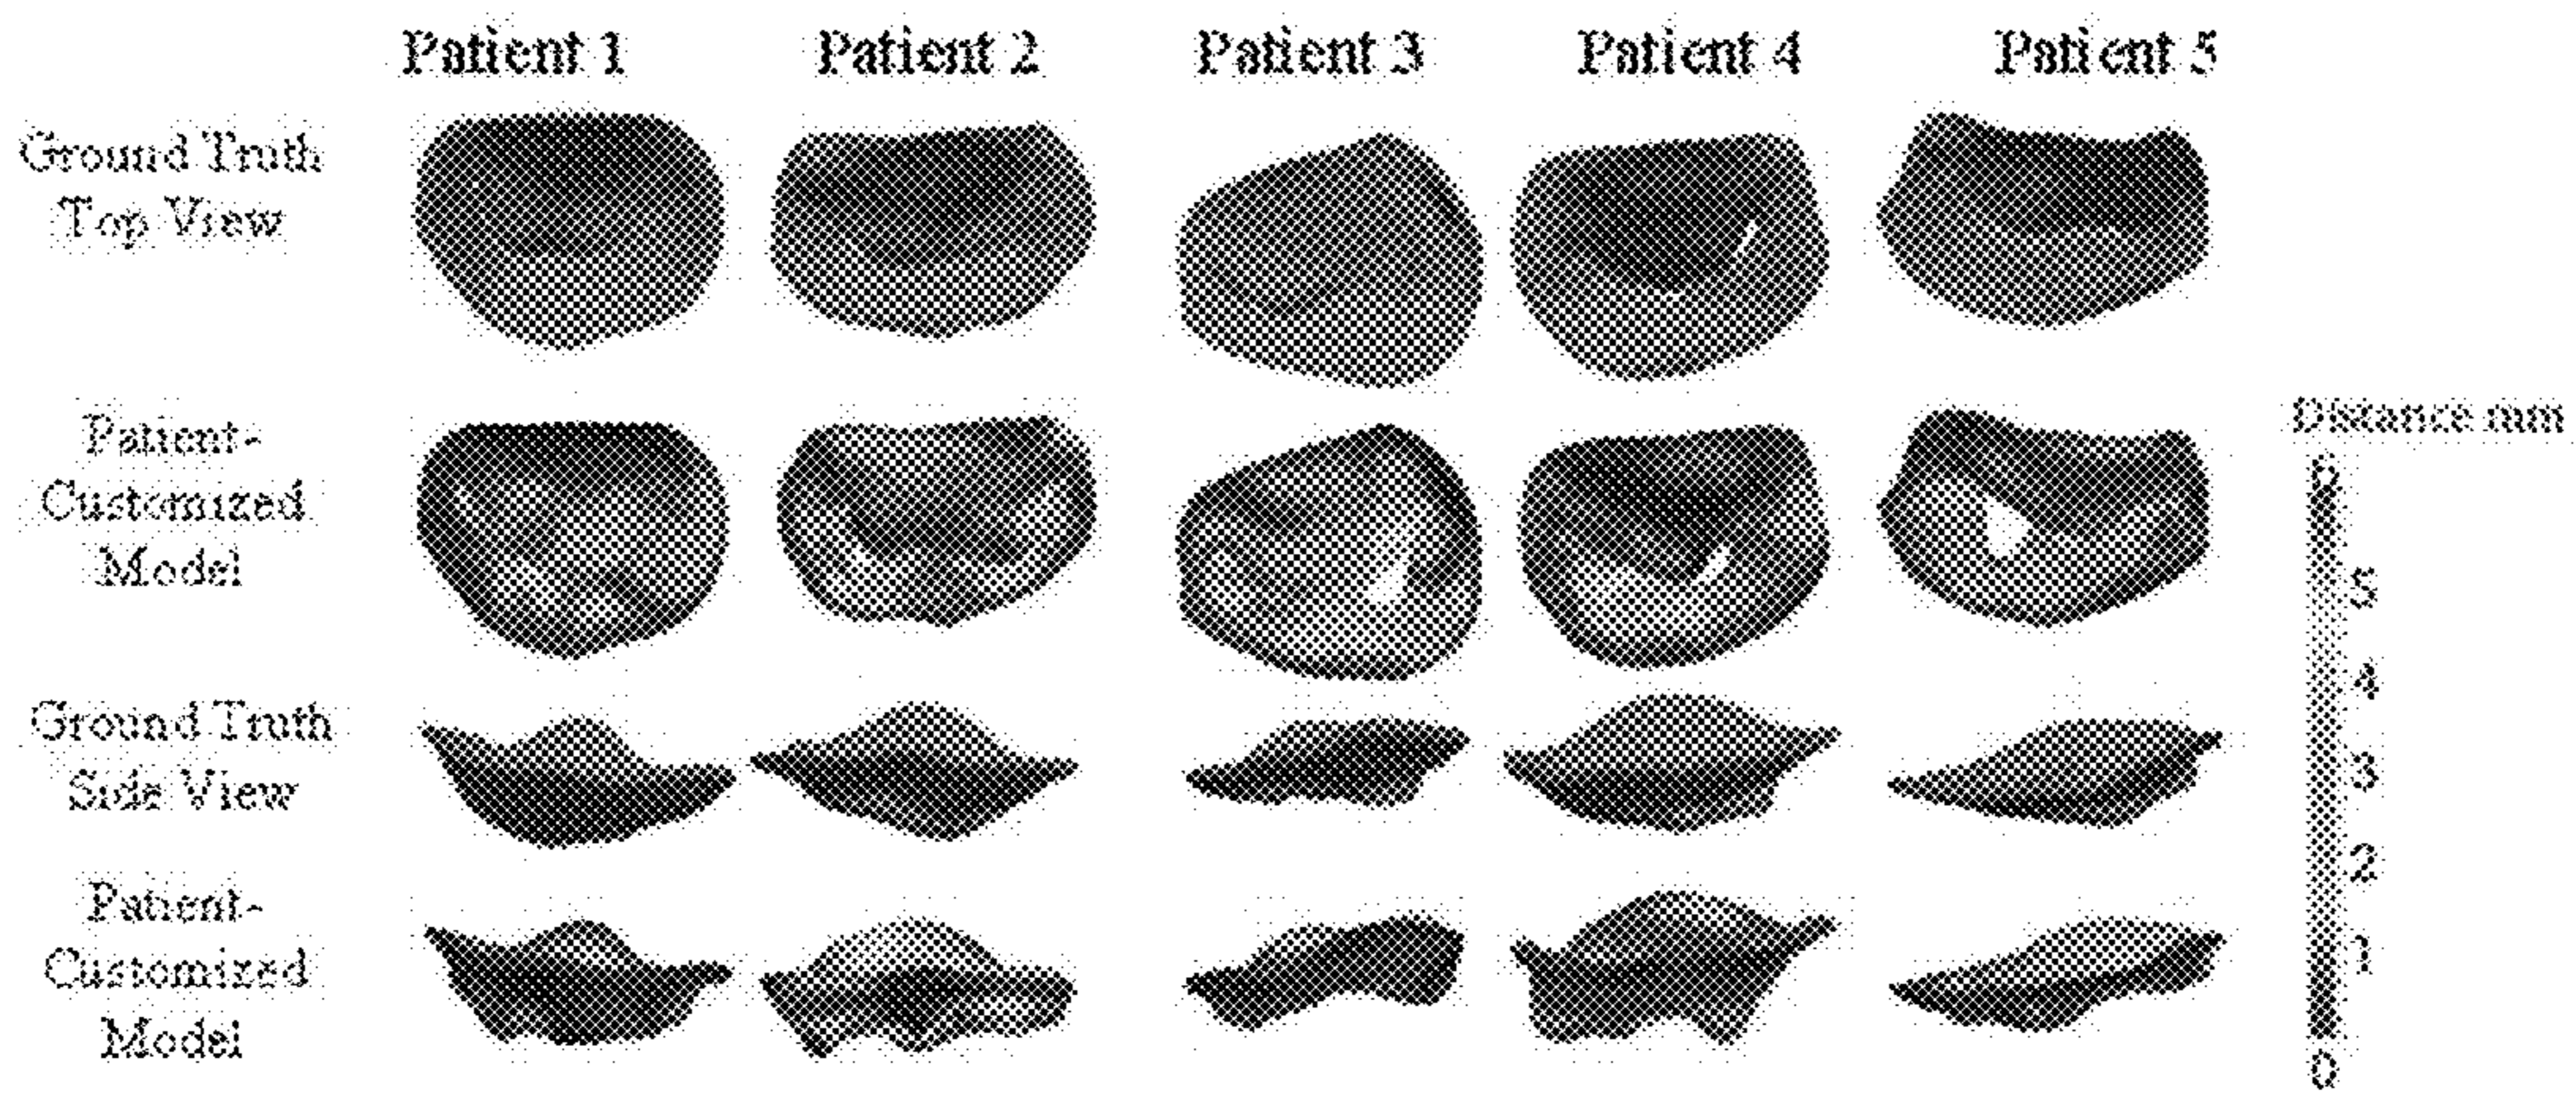 Patient 1 Patient 2 Patient 3 Patient 4 Patient 5
Ground Truth
Top View
Patient-
Customized
Model
Ground Truth
Side View
Patient-
Customized
Model
Distance mm
5
4
3
2
1
0